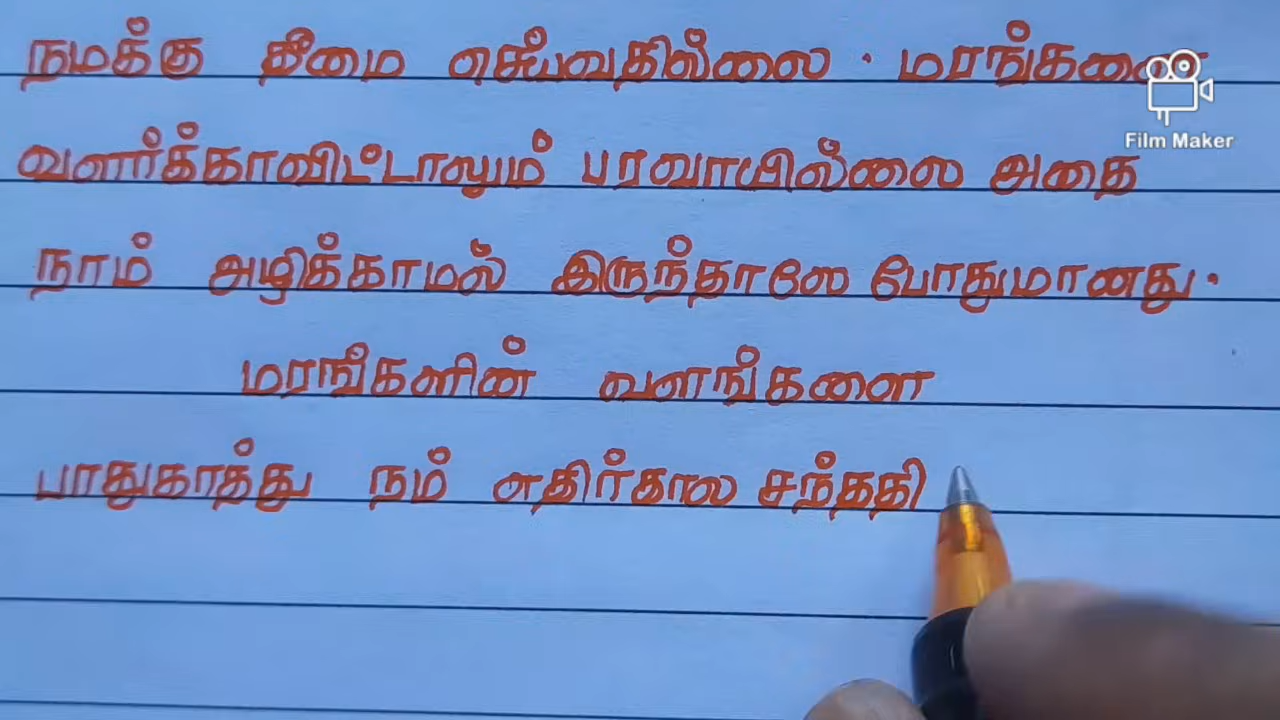 நமக்கு தீமை செய்வதில்லை. மரங்களை
Film Maker
வளர்க்காவிட்டாலும் பரவாயில்லை அதை
நாம் அழிக்காமல் இருந்தாலே போதுமானது.
மரங்களின் வளங்களை
பாதுகாத்து நம் எதிர்கால சந்ததி